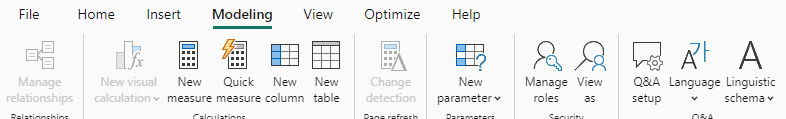 File Home Insert Modeling View Optimize Help
Manage relationships
New visual calculation
New measure
Quick measure
New column
New table
Change detection
New parameter
Manage roles
View as
Q&A setup
Language
Linguistic schema
Relationships Calculations Page refresh Parameters Security Q&A